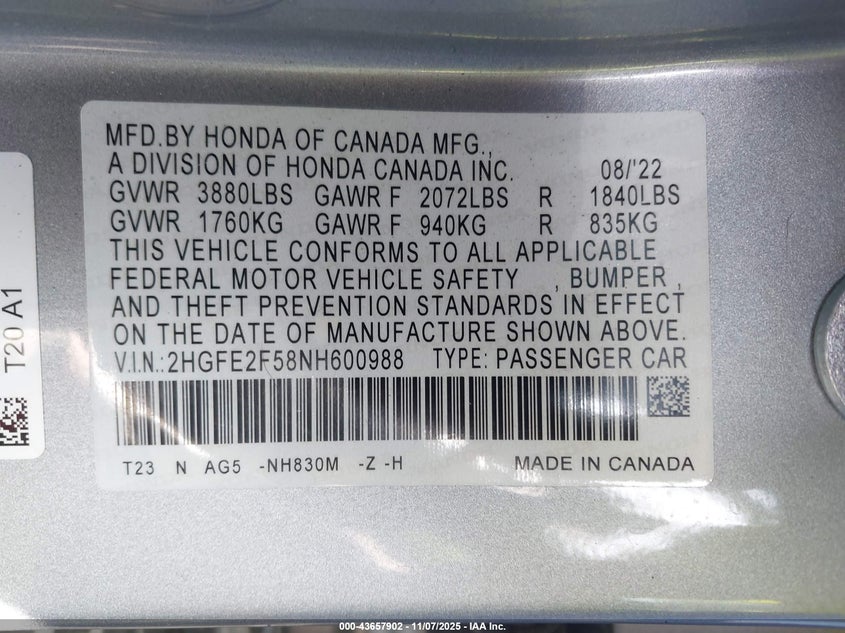 MFD.BY HONDA OF CANADA MFG.,
A DIVISION OF HONDA CANADA INC. 08/'22
GVWR 3880LBS GAWR F 2072LBS R 1840LBS
GVWR 1760KG GAWR F 940KG R 835KG
THIS VEHICLE CONFORMS TO ALL APPLICABLE
FEDERAL MOTOR VEHICLE SAFETY , BUMPER ,
AND THEFT PREVENTION STANDARDS IN EFFECT
ON THE DATE OF MANUFACTURE SHOWN ABOVE.
V.I.N.:2HGFE2F58NH600988 TYPE: PASSENGER CAR
T23 N AG5 -NH830M -Z -H MADE IN CANADA
T20 A1
000-43657902 - 11/07/2025 - IAA Inc.